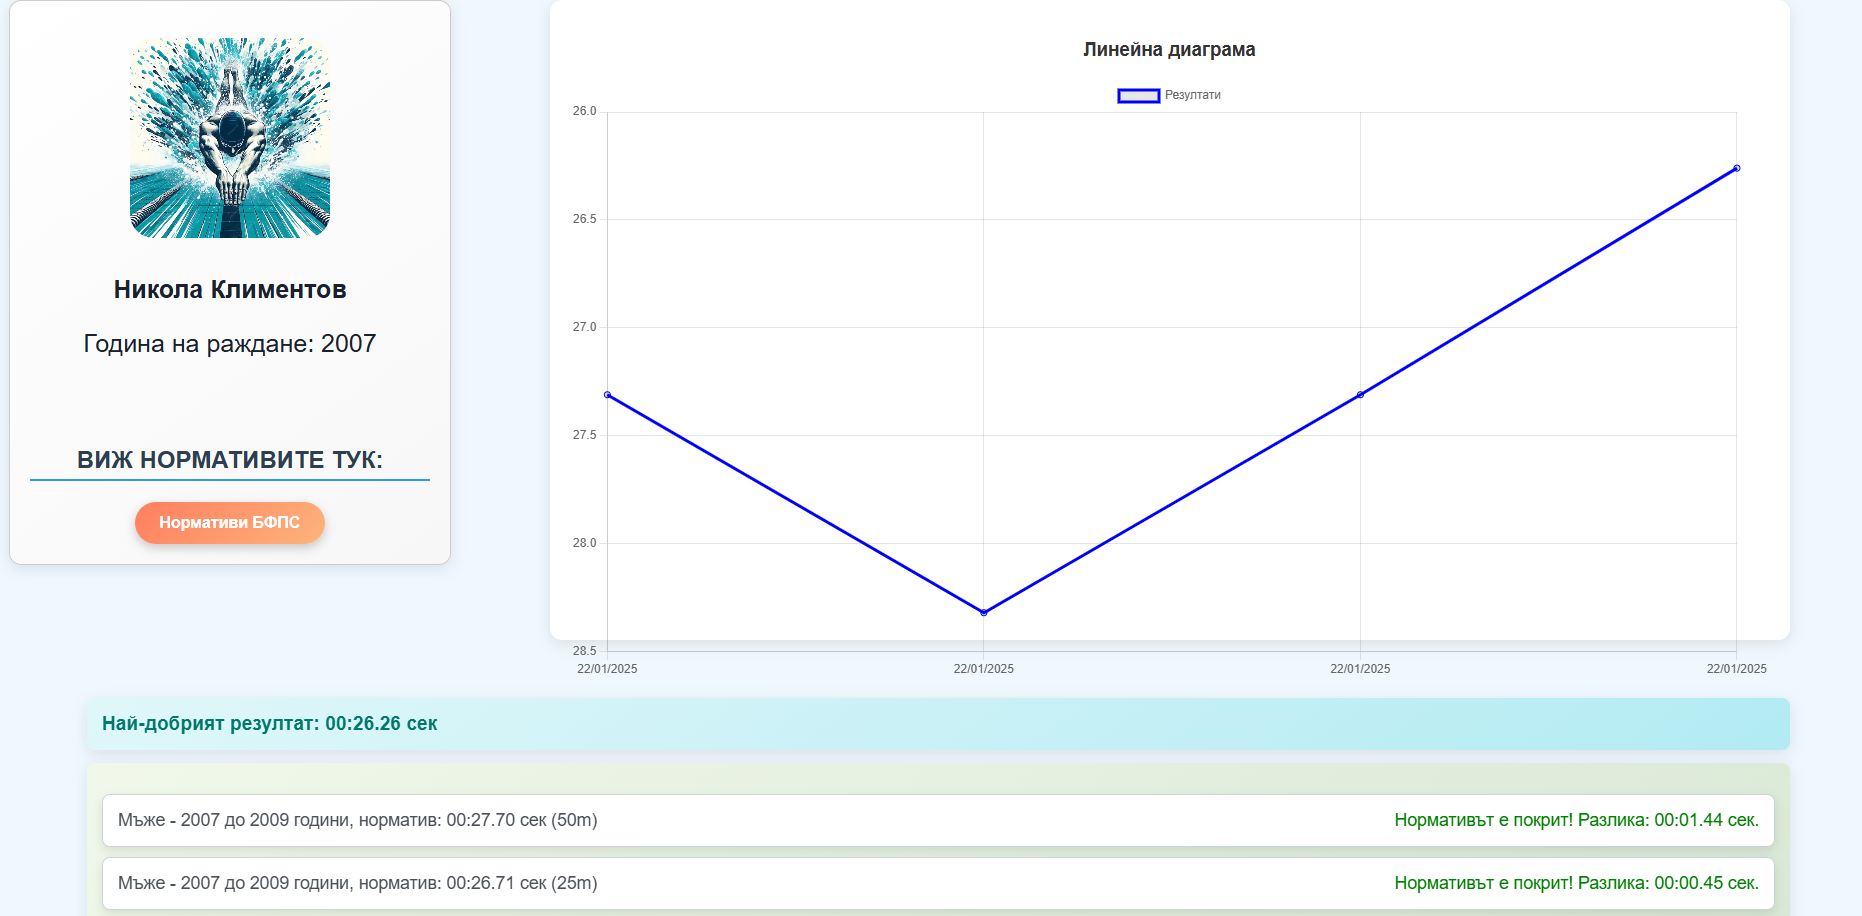 Никола Климентов
Година на раждане: 2007
ВИЖ НОРМАТИВИТЕ ТУК:
Нормативи БФПС
Линейна диаграма
Резултати
26.0
26.5
27.0
27.5
28.0
28.5
22/01/2025 22/01/2025 22/01/2025 22/01/2025
Най-добрият резултат: 00:26.26 сек
Мъже - 2007 до 2009 години, норматив: 00:27.70 сек (50m) Нормативът е покрит! Разлика: 00:01.44 сек.
Мъже - 2007 до 2009 години, норматив: 00:26.71 сек (25m) Нормативът е покрит! Разлика: 00:00.45 сек.